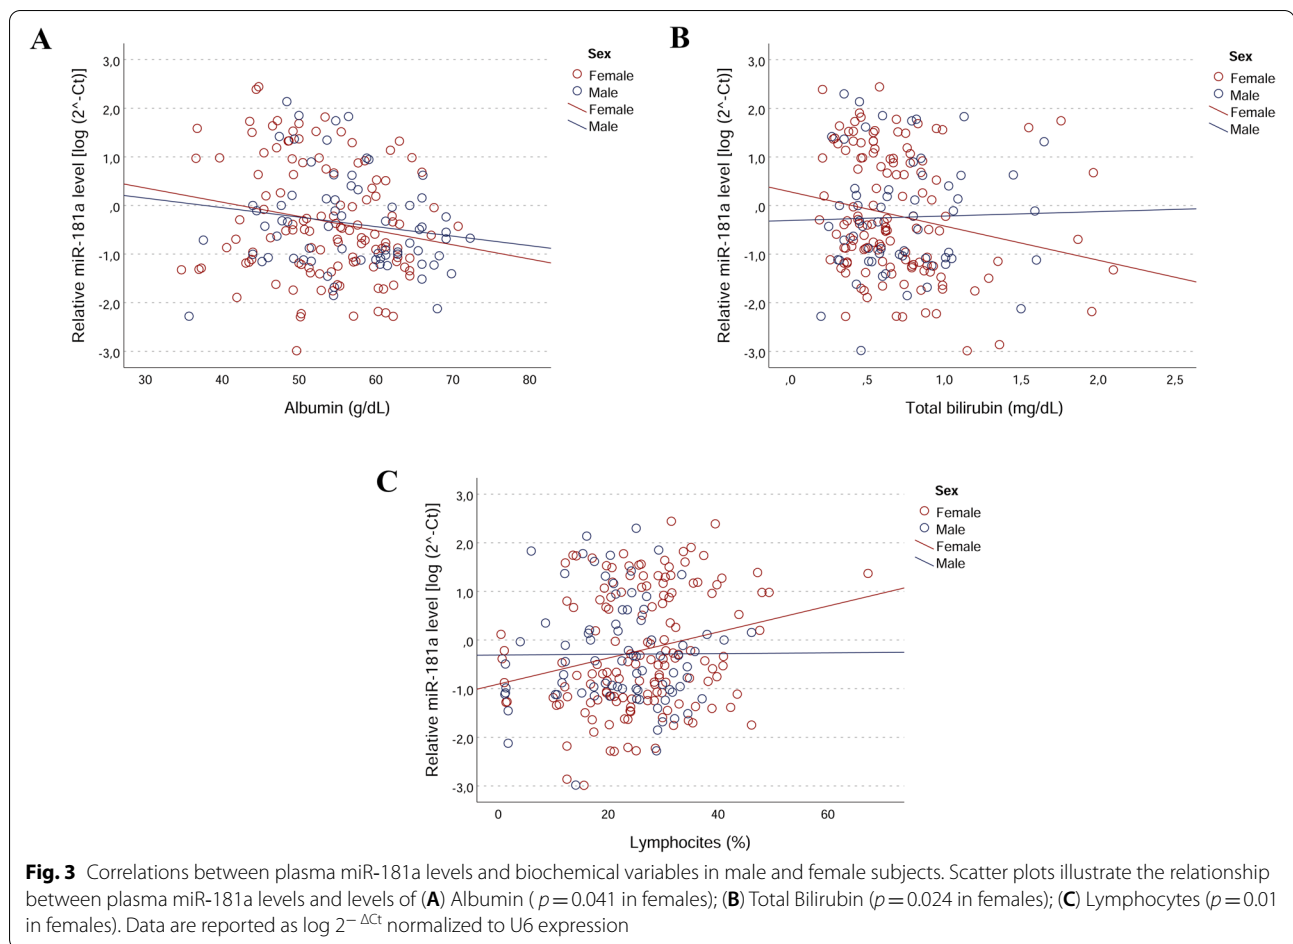 A
Relative miR-181a level [log (2^-Ct)]
3,0
2,0
1,0
,0
-1,0
-2,0
-3,0
30 40 50 60 70 80
Albumin (g/dL)
Sex
Female
Male
Female
Male
B
Relative miR-181a level [log (2^-Ct)]
3,0
2,0
1,0
,0
-1,0
-2,0
-3,0
,0 ,5 1,0 1,5 2,0 2,5
Total bilirubin (mg/dL)
Sex
Female
Male
Female
Male
C
Relative miR-181a level [log (2^-Ct)]
3,0
2,0
1,0
,0
-1,0
-2,0
-3,0
0 20 40 60
Lymphocites (%)
Sex
Female
Male
Female
Male
Fig. 3 Correlations between plasma miR-181a levels and biochemical variables in male and female subjects. Scatter plots illustrate the relationship
between plasma miR-181a levels and levels of (A) Albumin ( p = 0.041 in females); (B) Total Bilirubin (p = 0.024 in females); (C) Lymphocytes (p = 0.01
in females). Data are reported as log 2− ΔCt normalized to U6 expression